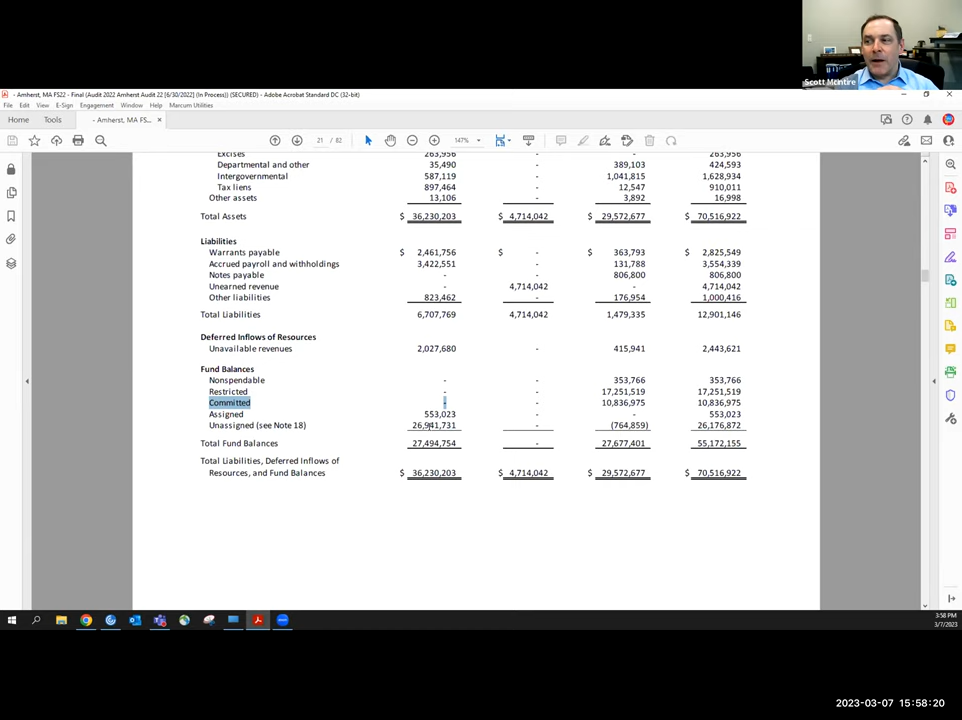 Scott McIntire
- Amherst, MA FS22 - Final (Audit 2022 Amherst Audit 22 [6/30/2022] (In Process)) (SECURED) - Adobe Acrobat Standard DC (32-bit)
File Edit View E-Sign Engagement Window Help Marcum Utilities
Home Tools - Amherst, MA FS... ×
21 / 82 147%
Excises 263,956 - - 263,956
Departmental and other 35,490 - 389,103 424,593
Intergovernmental 587,119 - 1,041,815 1,628,934
Tax liens 897,464 - 12,547 910,011
Other assets 13,106 - 3,892 16,998
Total Assets $ 36,230,203 $ 4,714,042 $ 29,572,677 $ 70,516,922
Liabilities
Warrants payable $ 2,461,756 $ - $ 363,793 $ 2,825,549
Accrued payroll and withholdings 3,422,551 - 131,788 3,554,339
Notes payable - - 806,800 806,800
Unearned revenue - 4,714,042 - 4,714,042
Other liabilities 823,462 - 176,954 1,000,416
Total Liabilities 6,707,769 4,714,042 1,479,335 12,901,146
Deferred Inflows of Resources
Unavailable revenues 2,027,680 - 415,941 2,443,621
Fund Balances
Nonspendable - - 353,766 353,766
Restricted - - 17,251,519 17,251,519
Committed - - 10,836,975 10,836,975
Assigned 553,023 - - 553,023
Unassigned (see Note 18) 26,941,731 - (764,859) 26,176,872
Total Fund Balances 27,494,754 - 27,677,401 55,172,155
Total Liabilities, Deferred Inflows of
Resources, and Fund Balances $ 36,230,203 $ 4,714,042 $ 29,572,677 $ 70,516,922
3:58 PM
3/7/2023
2023-03-07 15:58:20